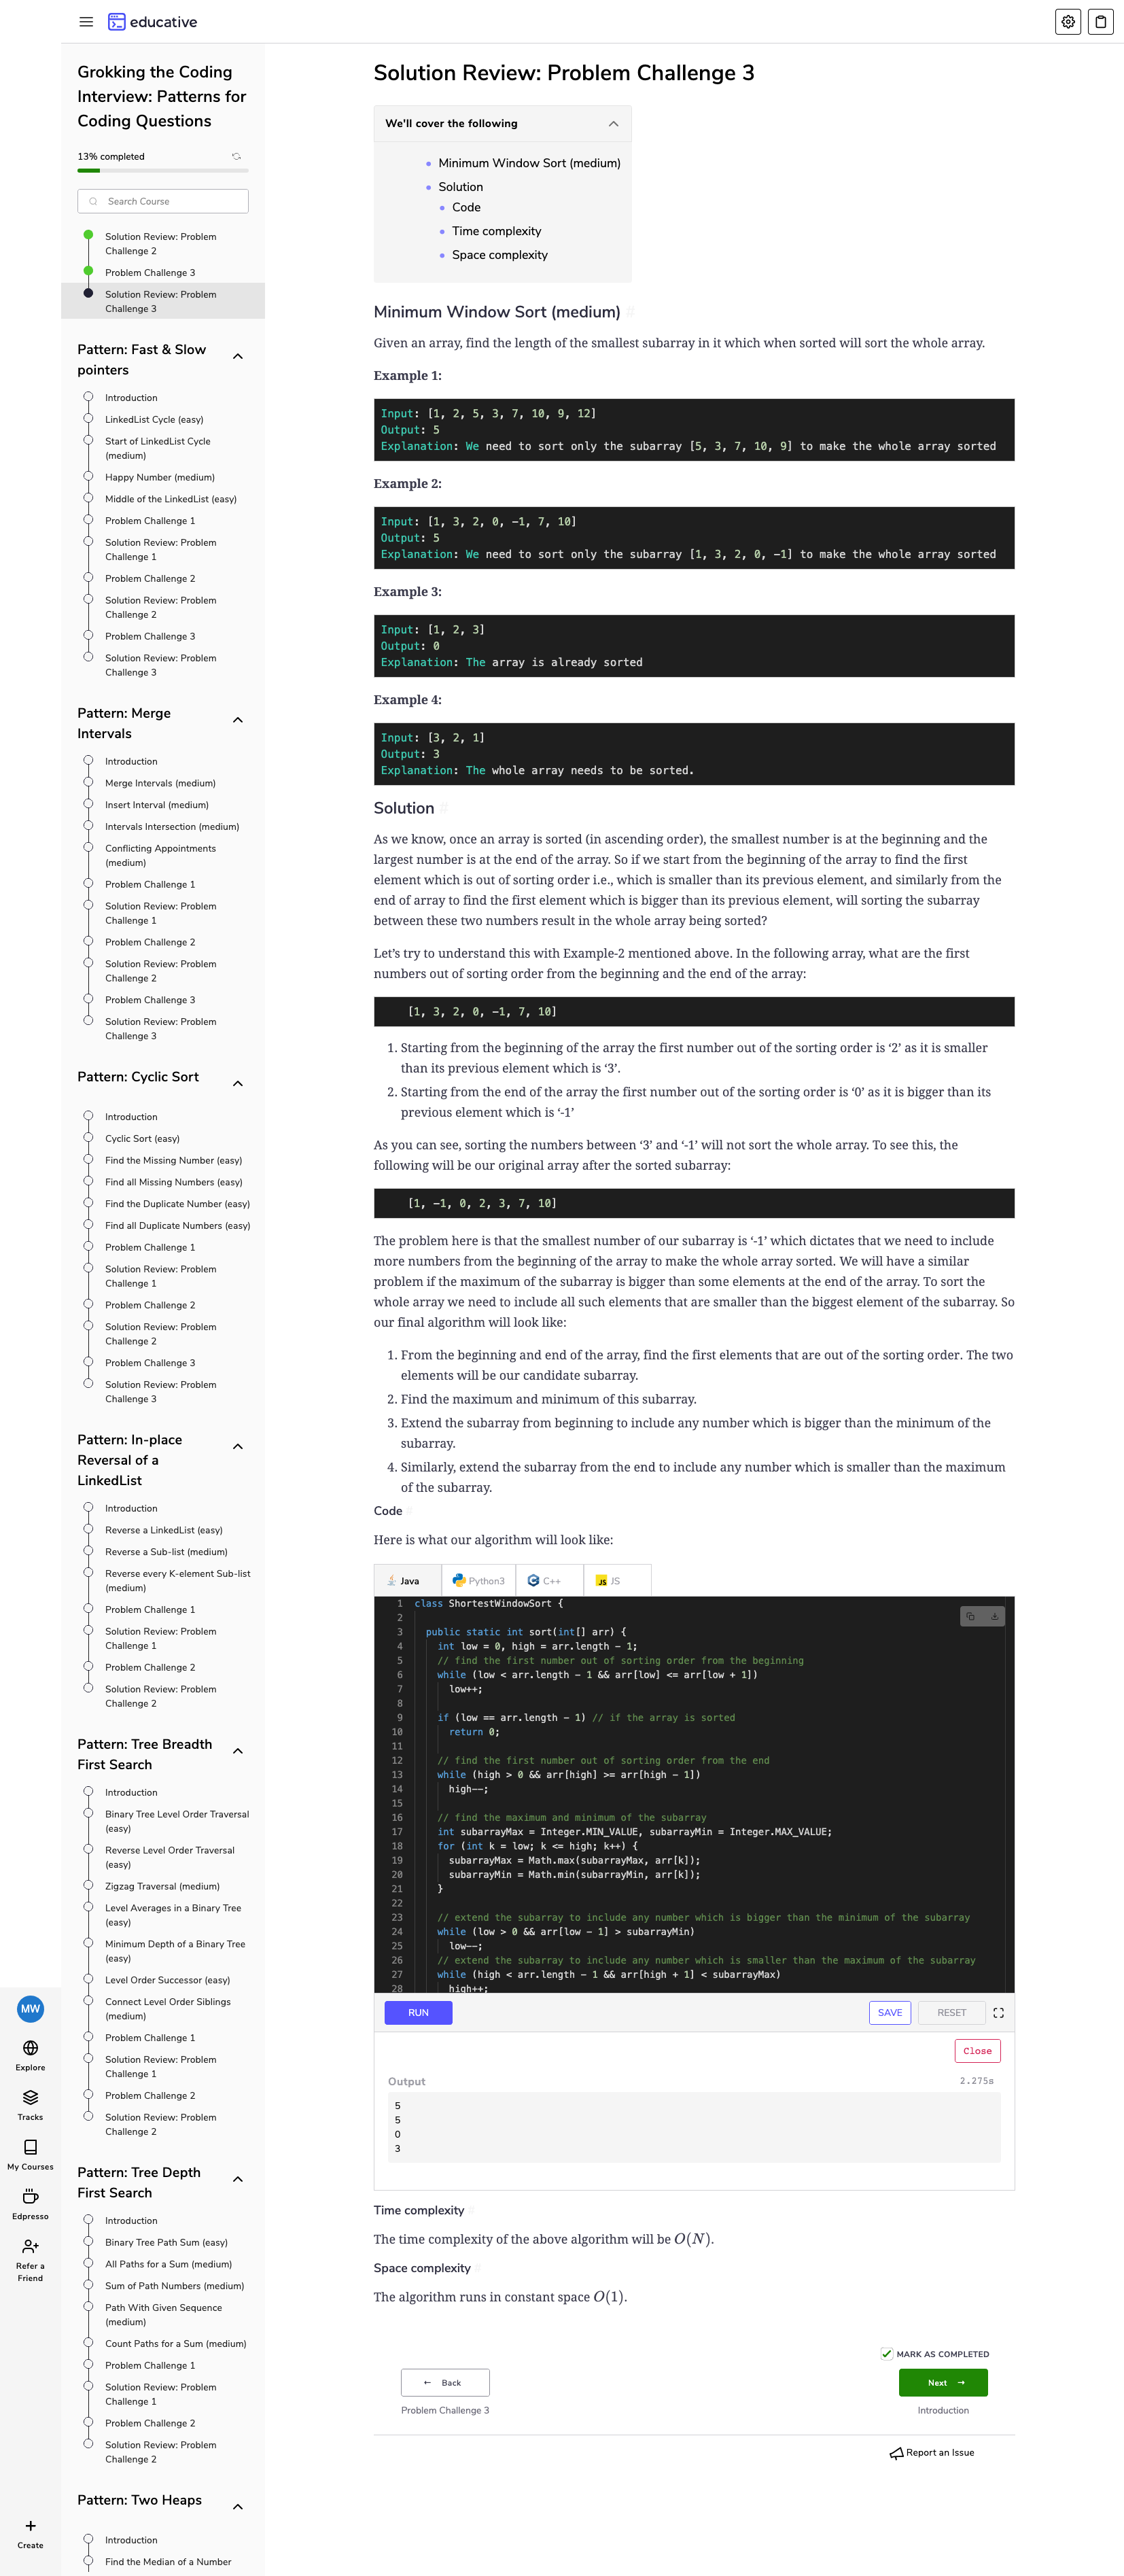 educative
Grokking the Coding
Interview: Patterns for
Coding Questions
13% completed
Search Course
Solution Review: Problem
Challenge 2
Problem Challenge 3
Solution Review: Problem
Challenge 3
Pattern: Fast & Slow
pointers
Introduction
LinkedList Cycle (easy)
Start of LinkedList Cycle
(medium)
Happy Number (medium)
Middle of the LinkedList (easy)
Problem Challenge 1
Solution Review: Problem
Challenge 1
Problem Challenge 2
Solution Review: Problem
Challenge 2
Problem Challenge 3
Solution Review: Problem
Challenge 3
Pattern: Merge
Intervals
Introduction
Merge Intervals (medium)
Insert Interval (medium)
Intervals Intersection (medium)
Conflicting Appointments
(medium)
Problem Challenge 1
Solution Review: Problem
Challenge 1
Problem Challenge 2
Solution Review: Problem
Challenge 2
Problem Challenge 3
Solution Review: Problem
Challenge 3
Pattern: Cyclic Sort
Introduction
Cyclic Sort (easy)
Find the Missing Number (easy)
Find all Missing Numbers (easy)
Find the Duplicate Number (easy)
Find all Duplicate Numbers (easy)
Problem Challenge 1
Solution Review: Problem
Challenge 1
Problem Challenge 2
Solution Review: Problem
Challenge 2
Problem Challenge 3
Solution Review: Problem
Challenge 3
Pattern: In-place
Reversal of a
LinkedList
Introduction
Reverse a LinkedList (easy)
Reverse a Sub-list (medium)
Reverse every K-element Sub-list
(medium)
Problem Challenge 1
Solution Review: Problem
Challenge 1
Problem Challenge 2
Solution Review: Problem
Challenge 2
Pattern: Tree Breadth
First Search
Introduction
Binary Tree Level Order Traversal
(easy)
Reverse Level Order Traversal
(easy)
Zigzag Traversal (medium)
Level Averages in a Binary Tree
(easy)
Minimum Depth of a Binary Tree
(easy)
Level Order Successor (easy)
Connect Level Order Siblings
(medium)
Problem Challenge 1
Solution Review: Problem
Challenge 1
Problem Challenge 2
Solution Review: Problem
Challenge 2
Pattern: Tree Depth
First Search
Introduction
Binary Tree Path Sum (easy)
All Paths for a Sum (medium)
Sum of Path Numbers (medium)
Path With Given Sequence
(medium)
Count Paths for a Sum (medium)
Problem Challenge 1
Solution Review: Problem
Challenge 1
Problem Challenge 2
Solution Review: Problem
Challenge 2
Pattern: Two Heaps
Introduction
Find the Median of a Number
MW
Explore
Tracks
My Courses
Edpresso
Refer a
Friend
Create
Solution Review: Problem Challenge 3
We'll cover the following
Minimum Window Sort (medium)
Solution
Code
Time complexity
Space complexity
Minimum Window Sort (medium) #
Given an array, find the length of the smallest subarray in it which when sorted will sort the whole array.
Example 1:
Input: [1, 2, 5, 3, 7, 10, 9, 12]
Output: 5
Explanation: We need to sort only the subarray [5, 3, 7, 10, 9] to make the whole array sorted
Example 2:
Input: [1, 3, 2, 0, -1, 7, 10]
Output: 5
Explanation: We need to sort only the subarray [1, 3, 2, 0, -1] to make the whole array sorted
Example 3:
Input: [1, 2, 3]
Output: 0
Explanation: The array is already sorted
Example 4:
Input: [3, 2, 1]
Output: 3
Explanation: The whole array needs to be sorted.
Solution #
As we know, once an array is sorted (in ascending order), the smallest number is at the beginning and the
largest number is at the end of the array. So if we start from the beginning of the array to find the first
element which is out of sorting order i.e., which is smaller than its previous element, and similarly from the
end of array to find the first element which is bigger than its previous element, will sorting the subarray
between these two numbers result in the whole array being sorted?
Let’s try to understand this with Example-2 mentioned above. In the following array, what are the first
numbers out of sorting order from the beginning and the end of the array:
[1, 3, 2, 0, -1, 7, 10]
1. Starting from the beginning of the array the first number out of the sorting order is ‘2’ as it is smaller
than its previous element which is ‘3’.
2. Starting from the end of the array the first number out of the sorting order is ‘0’ as it is bigger than its
previous element which is ‘-1’
As you can see, sorting the numbers between ‘3’ and ‘-1’ will not sort the whole array. To see this, the
following will be our original array after the sorted subarray:
[1, -1, 0, 2, 3, 7, 10]
The problem here is that the smallest number of our subarray is ‘-1’ which dictates that we need to include
more numbers from the beginning of the array to make the whole array sorted. We will have a similar
problem if the maximum of the subarray is bigger than some elements at the end of the array. To sort the
whole array we need to include all such elements that are smaller than the biggest element of the subarray. So
our final algorithm will look like:
1. From the beginning and end of the array, find the first elements that are out of the sorting order. The two
elements will be our candidate subarray.
2. Find the maximum and minimum of this subarray.
3. Extend the subarray from beginning to include any number which is bigger than the minimum of the
subarray.
4. Similarly, extend the subarray from the end to include any number which is smaller than the maximum
of the subarray.
Code #
Here is what our algorithm will look like:
Java Python3 C++ JS
1 class ShortestWindowSort {
2
3 public static int sort(int[] arr) {
4 int low = 0, high = arr.length - 1;
5 // find the first number out of sorting order from the beginning
6 while (low < arr.length - 1 && arr[low] <= arr[low + 1])
7 low++;
8
9 if (low == arr.length - 1) // if the array is sorted
10 return 0;
11
12 // find the first number out of sorting order from the end
13 while (high > 0 && arr[high] >= arr[high - 1])
14 high--;
15
16 // find the maximum and minimum of the subarray
17 int subarrayMax = Integer.MIN_VALUE, subarrayMin = Integer.MAX_VALUE;
18 for (int k = low; k <= high; k++) {
19 subarrayMax = Math.max(subarrayMax, arr[k]);
20 subarrayMin = Math.min(subarrayMin, arr[k]);
21 }
22
23 // extend the subarray to include any number which is bigger than the minimum of the subarray
24 while (low > 0 && arr[low - 1] > subarrayMin)
25 low--;
26 // extend the subarray to include any number which is smaller than the maximum of the subarray
27 while (high < arr.length - 1 && arr[high + 1] < subarrayMax)
28 high++;
RUN SAVE RESET
Close
Output 2.275s
5
5
0
3
Time complexity #
The time complexity of the above algorithm will be O(N).
Space complexity #
The algorithm runs in constant space O(1).
MARK AS COMPLETED
← Back
Next →
Problem Challenge 3
Introduction
Report an Issue